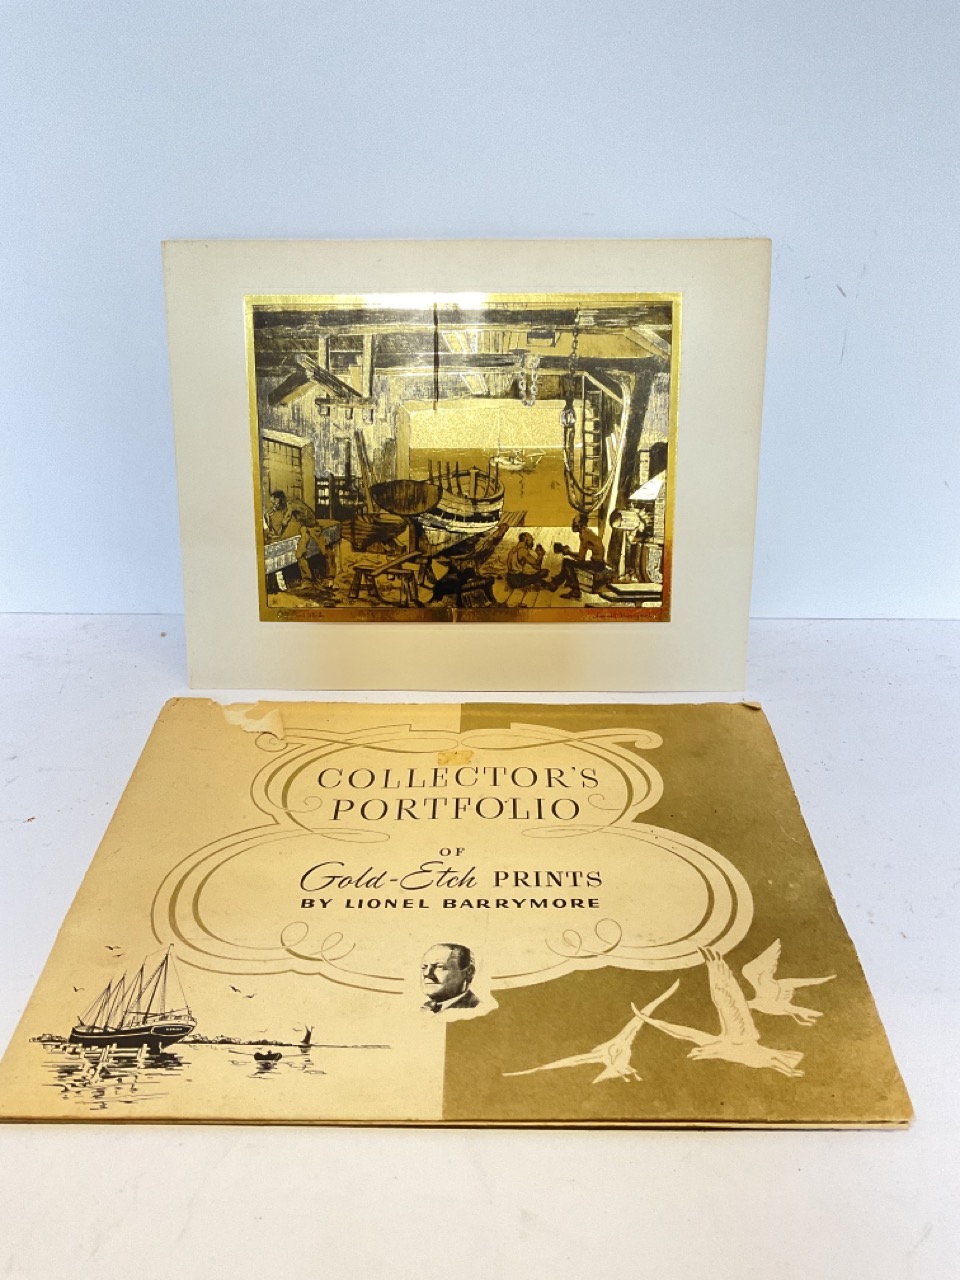 COLLECTOR'S
PORTFOLIO
OF
Gold-Etch PRINTS
BY LIONEL BARRYMORE